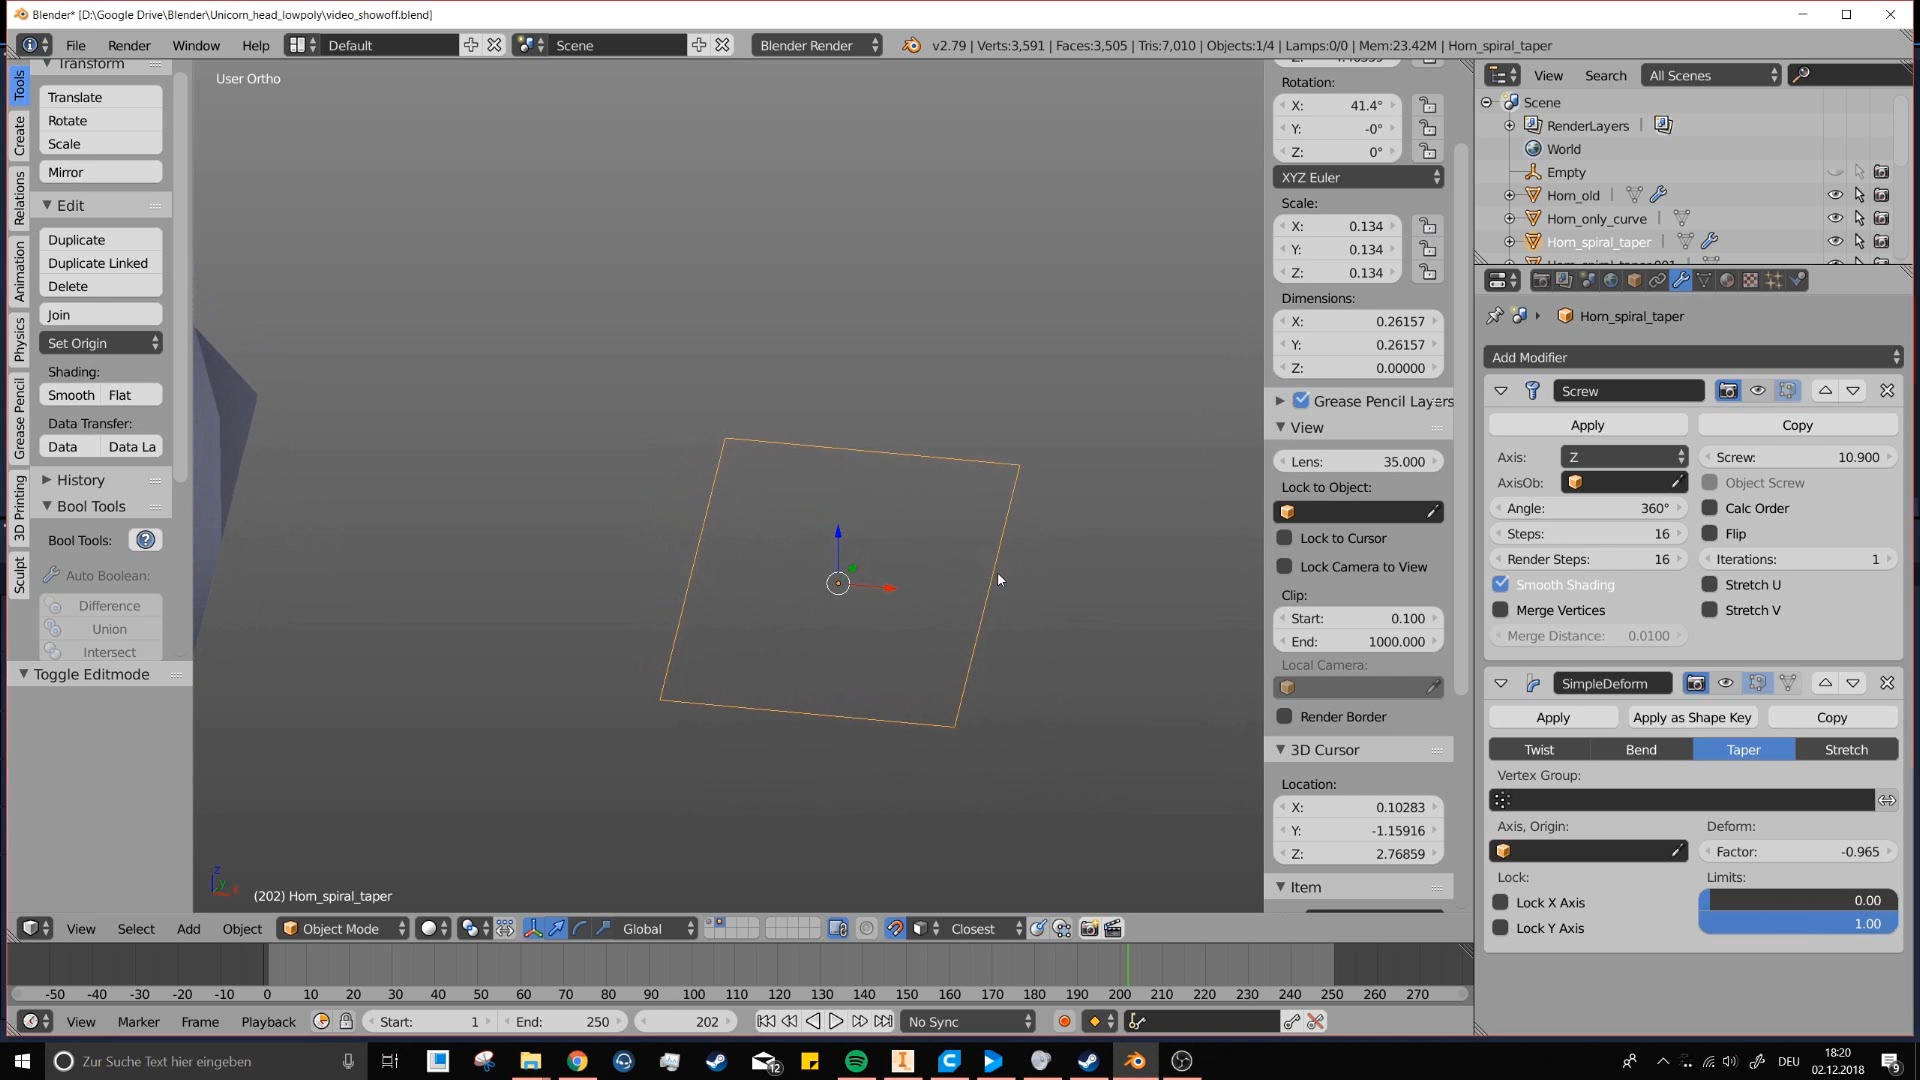 Blender* [D:\Google Drive\Blender\Unicorn_head_lowpoly\video_showoff.blend]
File Render Window Help Default Scene Blender Render v2.79 | Verts:3,591 | Faces:3,505 | Tris:7,010 | Objects:1/4 | Lamps:0/0 | Mem:23.42M | Horn_spiral_taper
Tools
Create
Relations
Animation
Physics
Grease Pencil
3D Printing
Sculpt
Transform
Translate
Rotate
Scale
Mirror
Edit
Duplicate
Duplicate Linked
Delete
Join
Set Origin
Shading:
Smooth Flat
Data Transfer:
Data Data La
History
Bool Tools
Bool Tools:
Auto Boolean:
Difference
Union
Intersect
Toggle Editmode
User Ortho
z
y
(202) Horn_spiral_taper
Rotation:
X: 41.4°
Y: -0°
Z: 0°
XYZ Euler
Scale:
X: 0.134
Y: 0.134
Z: 0.134
Dimensions:
X: 0.26157
Y: 0.26157
Z: 0.00000
Grease Pencil Layers
View
Lens: 35.000
Lock to Object:
Lock to Cursor
Lock Camera to View
Clip:
Start: 0.100
End: 1000.000
Local Camera:
Render Border
3D Cursor
Location:
X: 0.10283
Y: -1.15916
Z: 2.76859
Item
View Search All Scenes
Scene
RenderLayers
World
Empty
Horn_old
Horn_only_curve
Horn_spiral_taper
Horn_spiral_taper
Add Modifier
Screw
Apply Copy
Axis: Z Screw: 10.900
AxisOb: Object Screw
Angle: 360° Calc Order
Steps: 16 Flip
Render Steps: 16 Iterations: 1
Smooth Shading Stretch U
Merge Vertices Stretch V
Merge Distance: 0.0100
SimpleDeform
Apply Apply as Shape Key Copy
Twist Bend Taper Stretch
Vertex Group:
Axis, Origin: Deform:
Factor: -0.965
Lock: Limits:
Lock X Axis 0.00
Lock Y Axis 1.00
View Select Add Object Object Mode Global Closest
-50 -40 -30 -20 -10 0 10 20 30 40 50 60 70 80 90 100 110 120 130 140 150 160 170 180 190 200 210 220 230 240 250 260 270
View Marker Frame Playback Start: 1 End: 250 202 No Sync
Zur Suche Text hier eingeben
12
DEU
18:20
02.12.2018
9